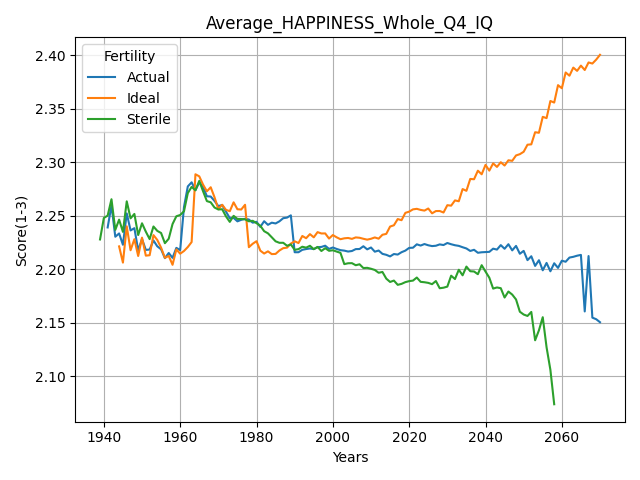 Average_HAPPINESS_Whole_Q4_IQ
Fertility
Actual
Ideal
Sterile
Score(1-3)
2.40
2.35
2.30
2.25
2.20
2.15
2.10
1940 1960 1980 2000 2020 2040 2060
Years